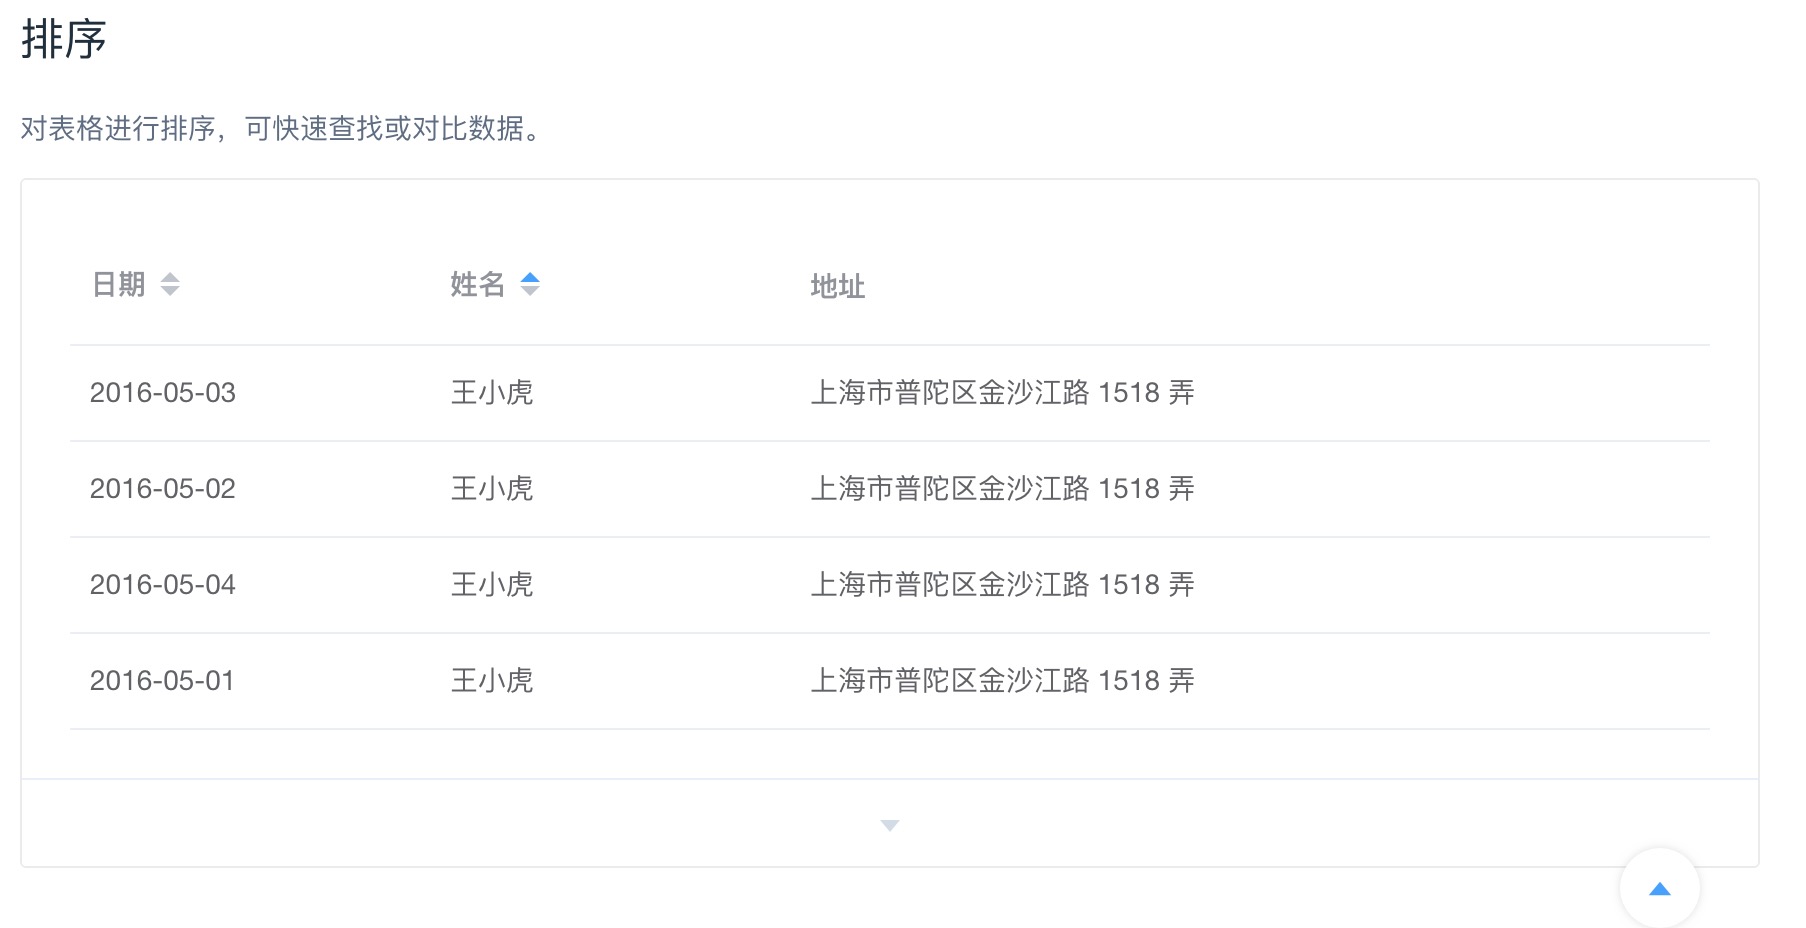 排序
对表格进行排序，可快速查找或对比数据。
日期 姓名 地址
2016-05-03 王小虎 上海市普陀区金沙江路 1518 弄
2016-05-02 王小虎 上海市普陀区金沙江路 1518 弄
2016-05-04 王小虎 上海市普陀区金沙江路 1518 弄
2016-05-01 王小虎 上海市普陀区金沙江路 1518 弄